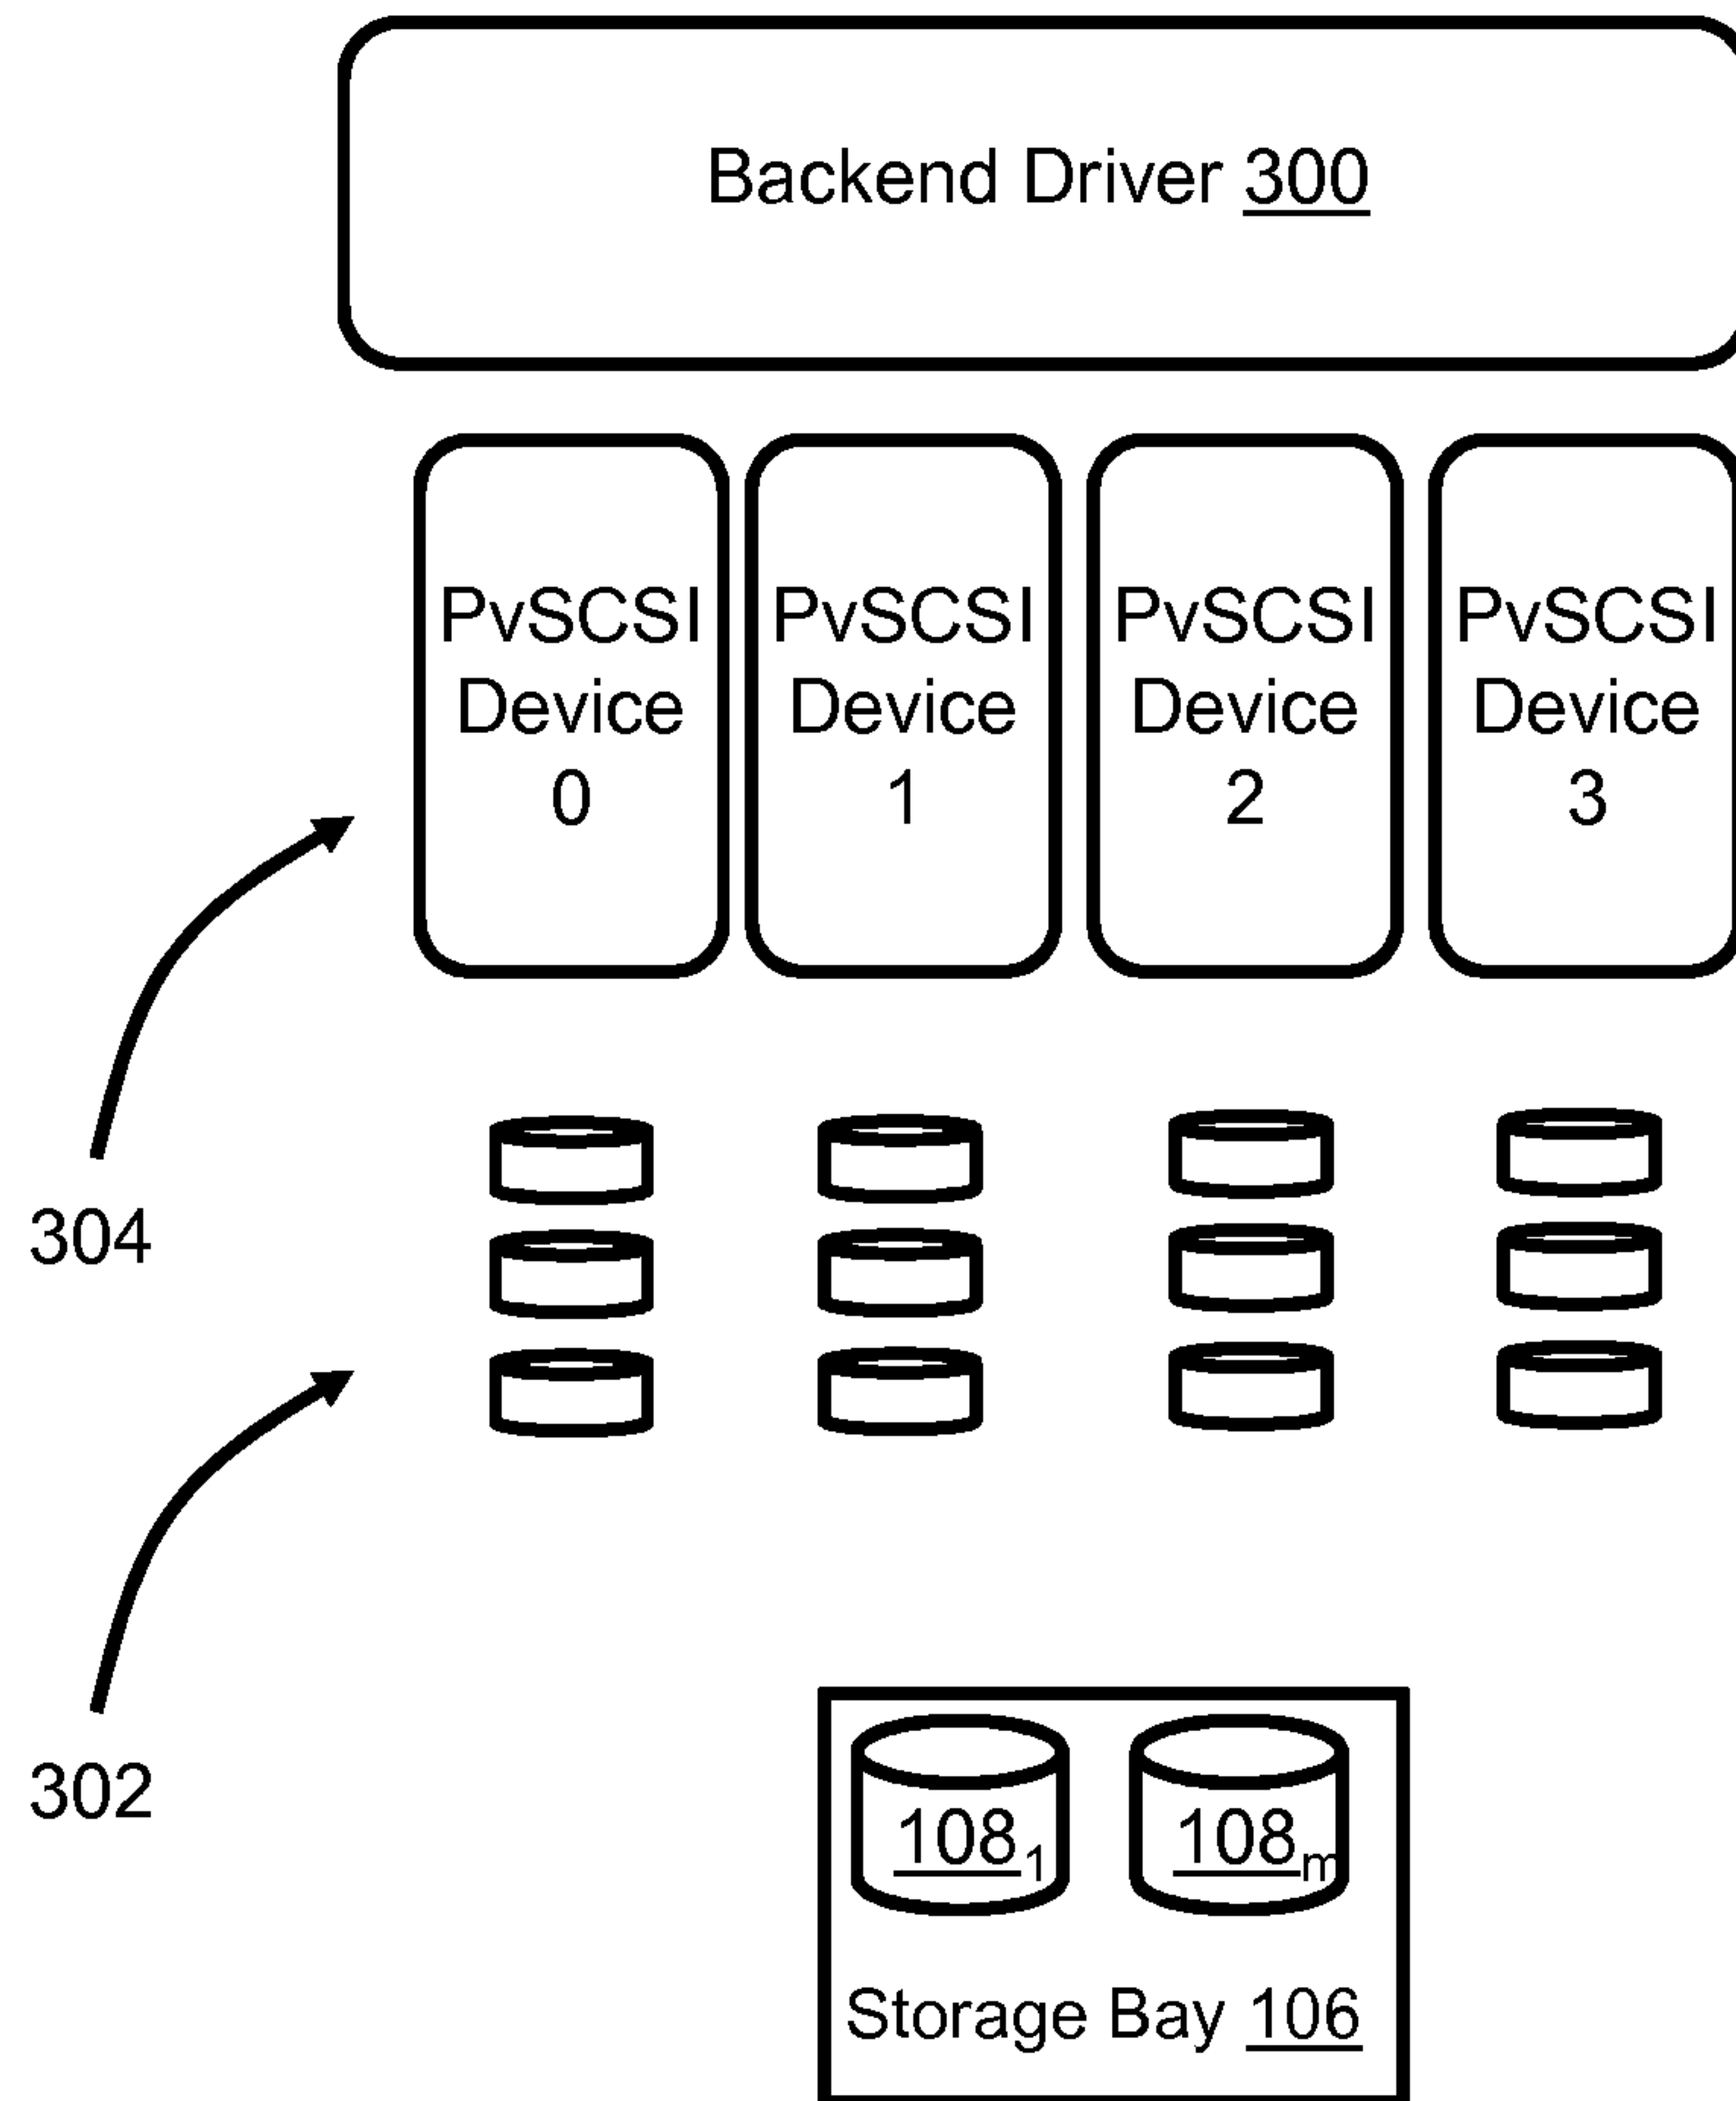 Backend Driver 300
PvSCSI
Device
0
PvSCSI
Device
1
PvSCSI
Device
2
PvSCSI
Device
3
304
302
108₁
108ₘ
Storage Bay 106